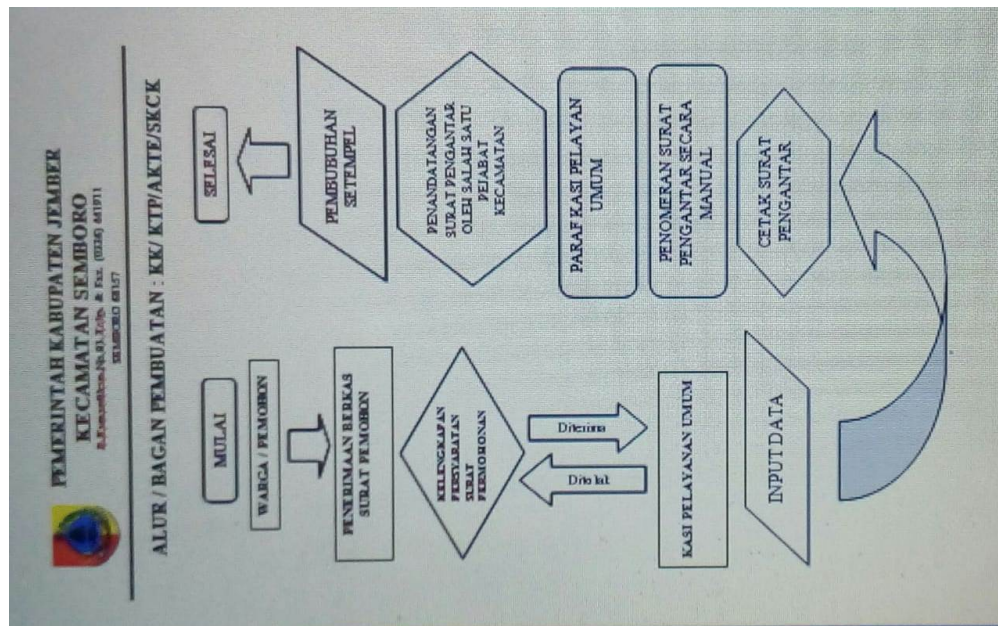 PEMERINTAH KABUPATEN JEMBER
KECAMATAN SEMBORO
SEMBORO 68157
ALUR / BAGAN PEMBUATAN : KK/ KTP/AKTE/SKCK
MULAI
WARGA / PEMOHON
PENERIMAAN BERKAS
SURAT PEMOHON
KELENGKAPAN
PERSYARATAN
SURAT
PERMOHONAN
Diterima
Ditolak
KASI PELAYANAN UMUM
INPUT DATA
CETAK SURAT
PENGANTAR
PENOMERAN SURAT
PENGANTAR SECARA
MANUAL
PARAF KASI PELAYAN
UMUM
PENANDATANGAN
SURAT PENGANTAR
OLEH SALAH SATU
PEJABAT
KECAMATAN
PEMBUBUHAN
SETEMPEL
SELESAI